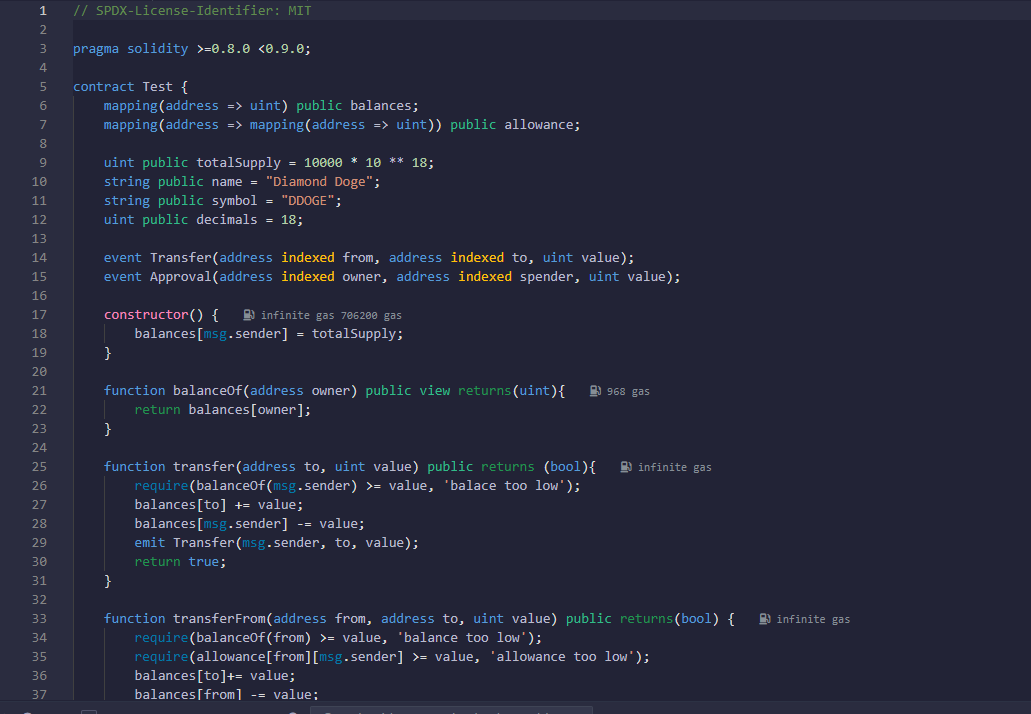 1 // SPDX-License-Identifier: MIT
2
3 pragma solidity >=0.8.0 <0.9.0;
4
5 contract Test {
6 mapping(address => uint) public balances;
7 mapping(address => mapping(address => uint)) public allowance;
8
9 uint public totalSupply = 10000 * 10 ** 18;
10 string public name = "Diamond Doge";
11 string public symbol = "DDOGE";
12 uint public decimals = 18;
13
14 event Transfer(address indexed from, address indexed to, uint value);
15 event Approval(address indexed owner, address indexed spender, uint value);
16
17 constructor() { infinite gas 706200 gas
18 balances[msg.sender] = totalSupply;
19 }
20
21 function balanceOf(address owner) public view returns(uint){ 968 gas
22 return balances[owner];
23 }
24
25 function transfer(address to, uint value) public returns (bool){ infinite gas
26 require(balanceOf(msg.sender) >= value, 'balace too low');
27 balances[to] += value;
28 balances[msg.sender] -= value;
29 emit Transfer(msg.sender, to, value);
30 return true;
31 }
32
33 function transferFrom(address from, address to, uint value) public returns(bool) { infinite gas
34 require(balanceOf(from) >= value, 'balance too low');
35 require(allowance[from][msg.sender] >= value, 'allowance too low');
36 balances[to]+= value;
37 balances[from] -= value;